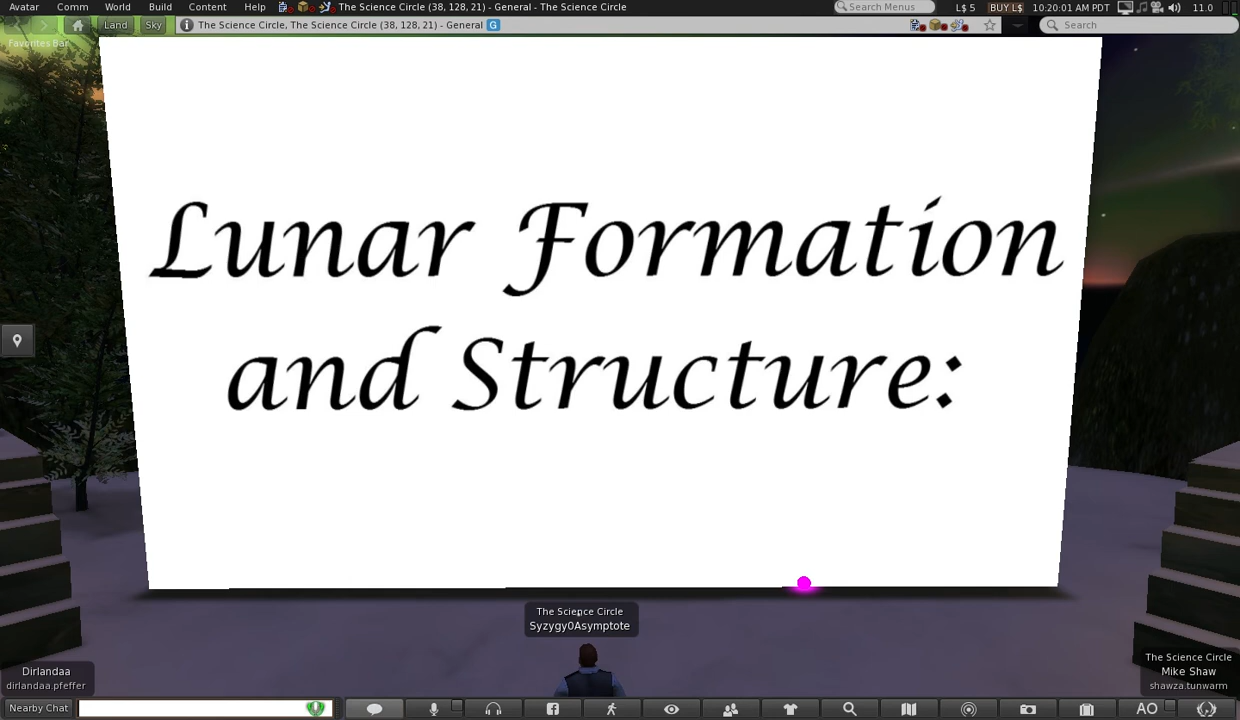 Avatar Comm World Build Content Help The Science Circle (38, 128, 21) - General - The Science Circle Search Menus L$ 5 BUY L$ 10:20:01 AM PDT 11.0
Land Sky The Science Circle, The Science Circle (38, 128, 21) - General G Search
Favorites Bar
Lunar Formation
and Structure:
The Science Circle
Syzygy0Asymptote
Dirlandaa
dirlandaa.pfeffer
The Science Circle
Mike Shaw
shawza.tunwarm
Nearby Chat AO